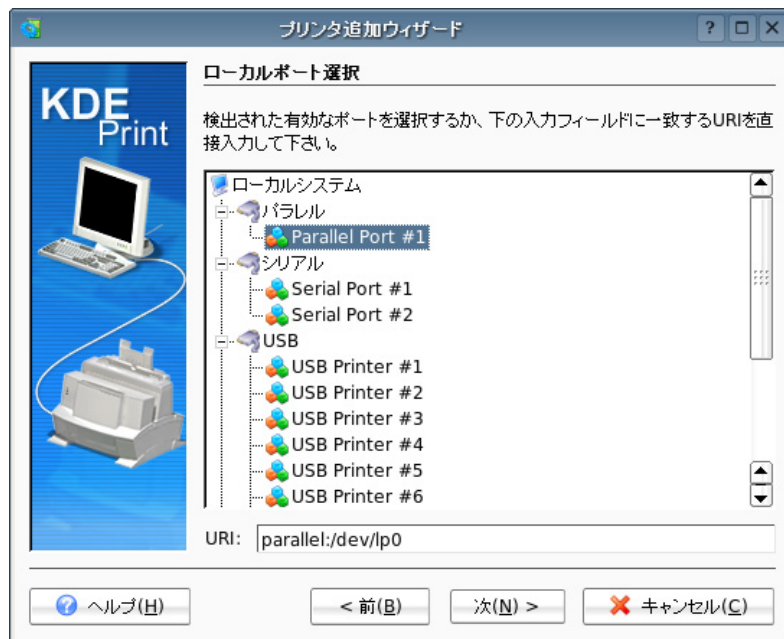 プリンタ追加ウィザード
KDE
Print
ローカルポート選択
検出された有効なポートを選択するか、下の入力フィールドに一致するURIを直
接入力して下さい。
ローカルシステム
パラレル
Parallel Port #1
シリアル
Serial Port #1
Serial Port #2
USB
USB Printer #1
USB Printer #2
USB Printer #3
USB Printer #4
USB Printer #5
USB Printer #6
URI: parallel:/dev/lp0
ヘルプ(H) < 前(B) 次(N) > キャンセル(C)